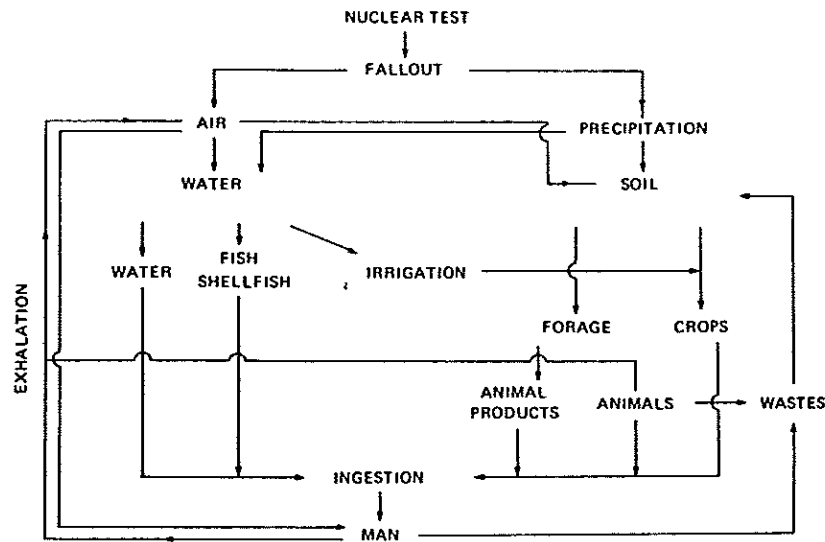 NUCLEAR TEST
FALLOUT
AIR
PRECIPITATION
WATER
SOIL
WATER
FISH
SHELLFISH
IRRIGATION
EXHALATION
FORAGE
CROPS
ANIMAL
PRODUCTS
ANIMALS
WASTES
INGESTION
MAN